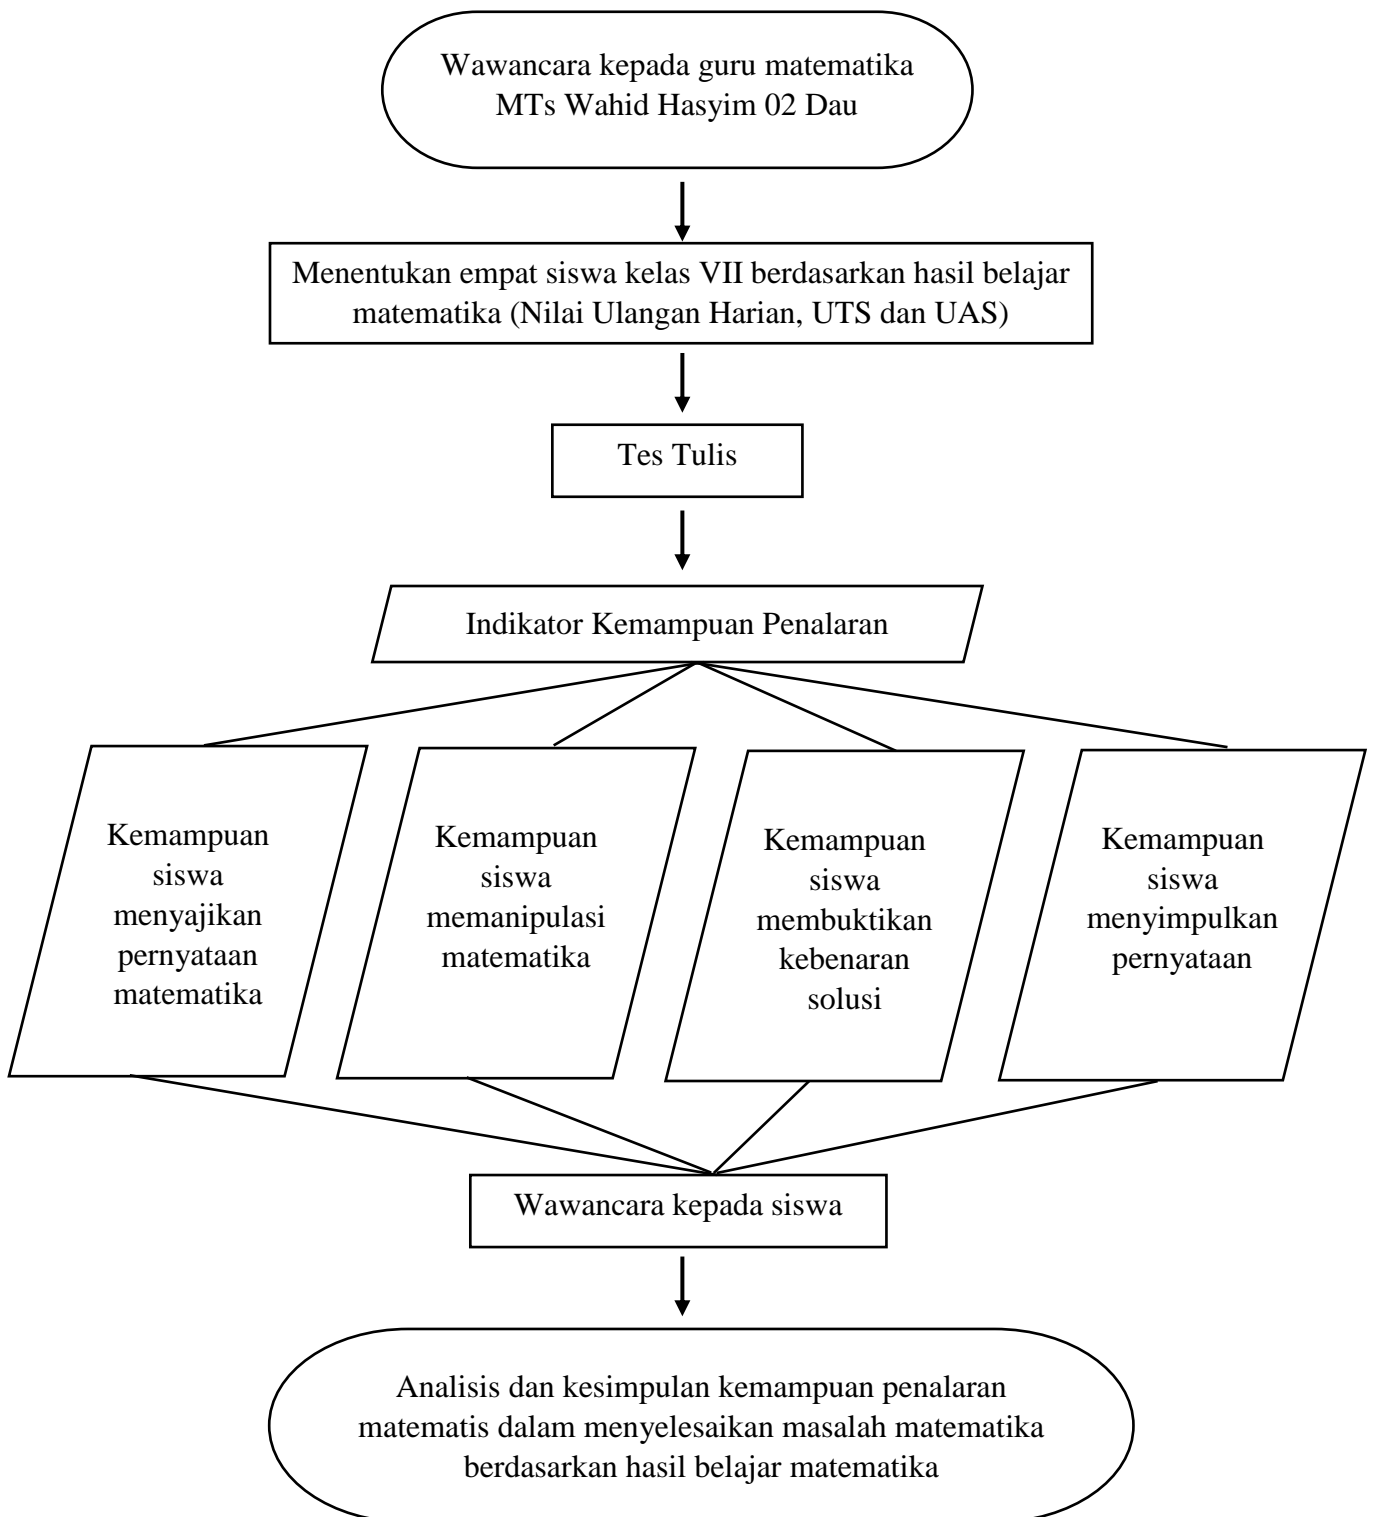 Wawancara kepada guru matematika
MTs Wahid Hasyim 02 Dau
Menentukan empat siswa kelas VII berdasarkan hasil belajar
matematika (Nilai Ulangan Harian, UTS dan UAS)
Tes Tulis
Indikator Kemampuan Penalaran
Kemampuan
siswa
menyajikan
pernyataan
matematika
Kemampuan
siswa
memanipulasi
matematika
Kemampuan
siswa
membuktikan
kebenaran
solusi
Kemampuan
siswa
menyimpulkan
pernyataan
Wawancara kepada siswa
Analisis dan kesimpulan kemampuan penalaran
matematis dalam menyelesaikan masalah matematika
berdasarkan hasil belajar matematika